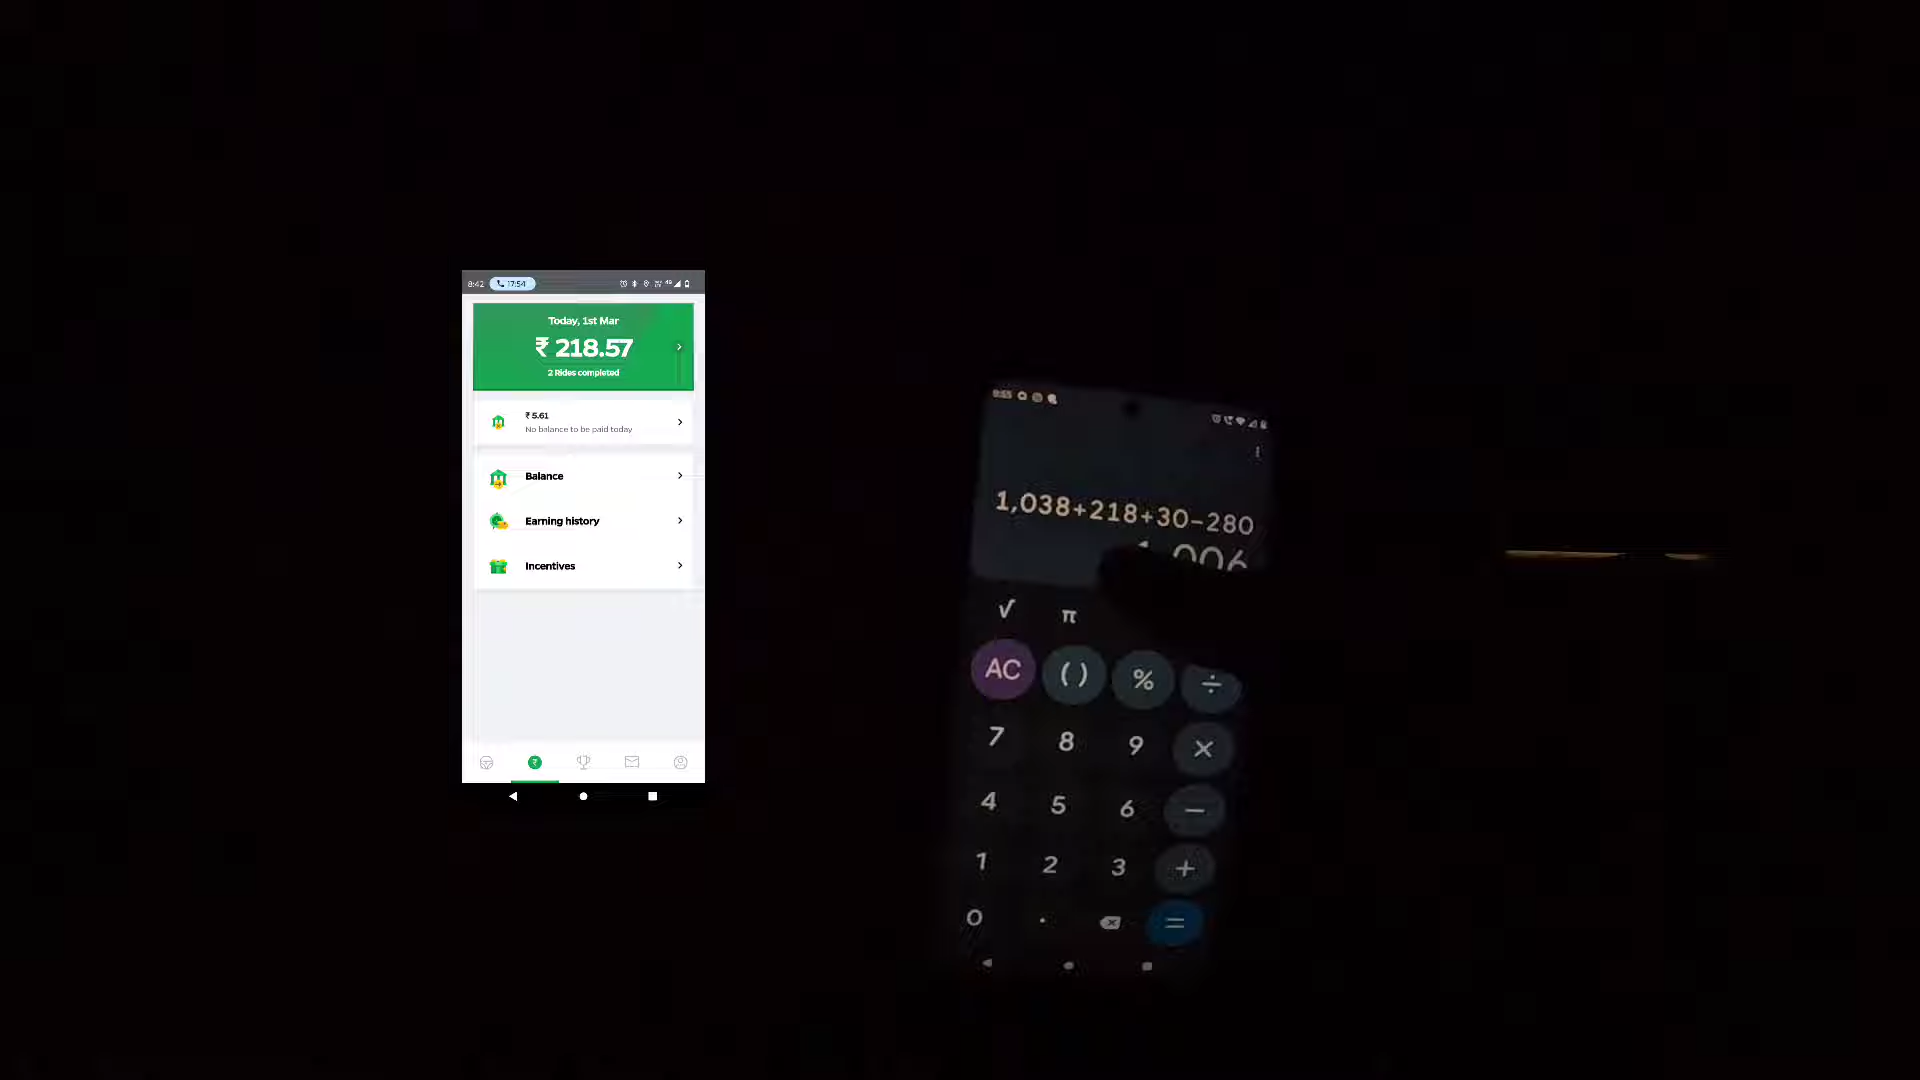 8:42 17:54
Today, 1st Mar
₹ 218.57
2 Rides completed
₹ 5.61
No balance to be paid today
Balance
Earning history
Incentives
₹
1,038+218+30−280
1,006
√ π
AC ( ) % ÷
7 8 9 ×
4 5 6 −
1 2 3 +
0 . =